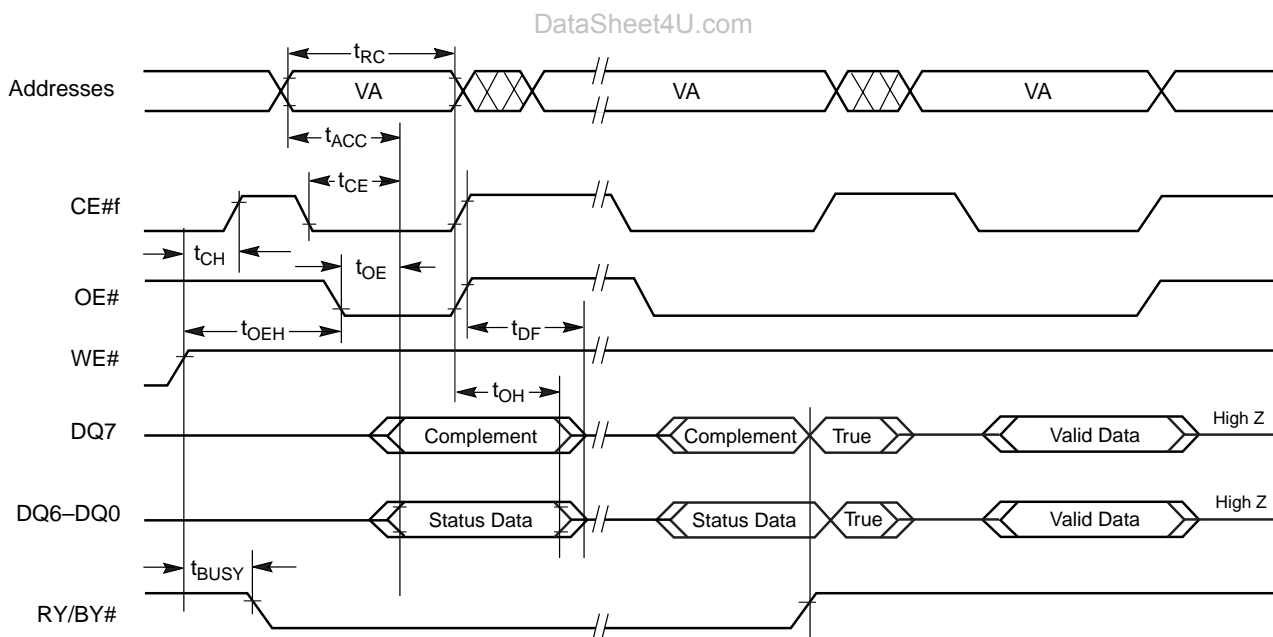 DataSheet4U.com
tRC
Addresses VA VA VA
tACC
tCE
CE#f
tCH tOE
OE#
tOEH tDF
WE#
tOH
DQ7 Complement Complement True Valid Data High Z
DQ6–DQ0 Status Data Status Data True Valid Data High Z
tBUSY
RY/BY#